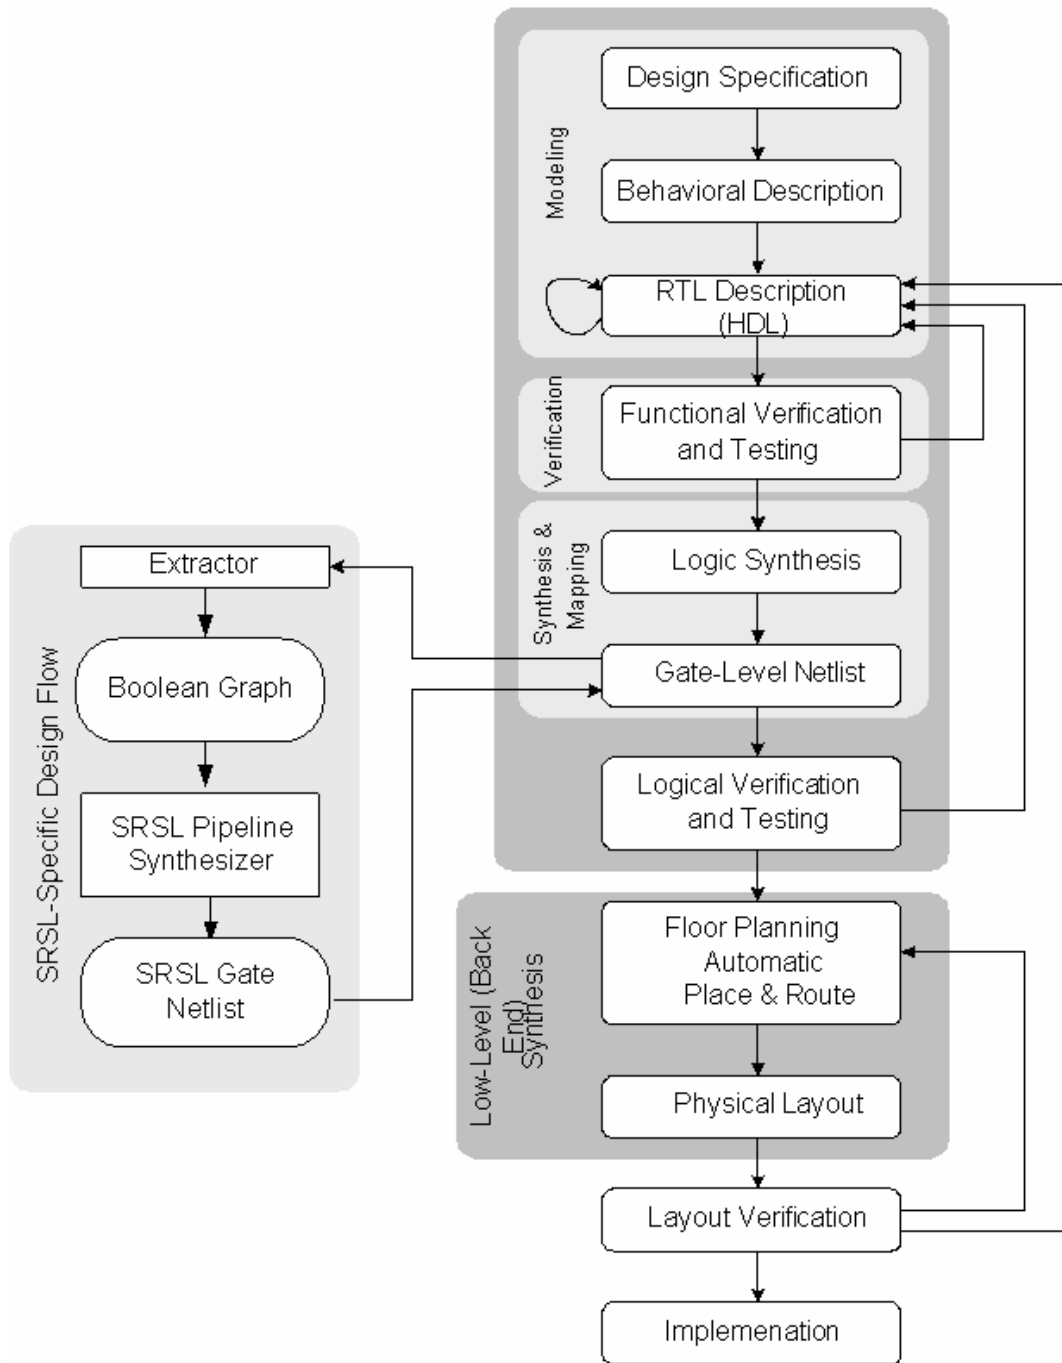 Design Specification
Modeling
Behavioral Description
RTL Description
(HDL)
Verification
Functional Verification
and Testing
Synthesis &
Mapping
Logic Synthesis
Gate-Level Netlist
Logical Verification
and Testing
SRSL-Specific Design Flow
Extractor
Boolean Graph
SRSL Pipeline
Synthesizer
SRSL Gate
Netlist
Low-Level (Back
End)
Synthesis
Floor Planning
Automatic
Place & Route
Physical Layout
Layout Verification
Implemenation